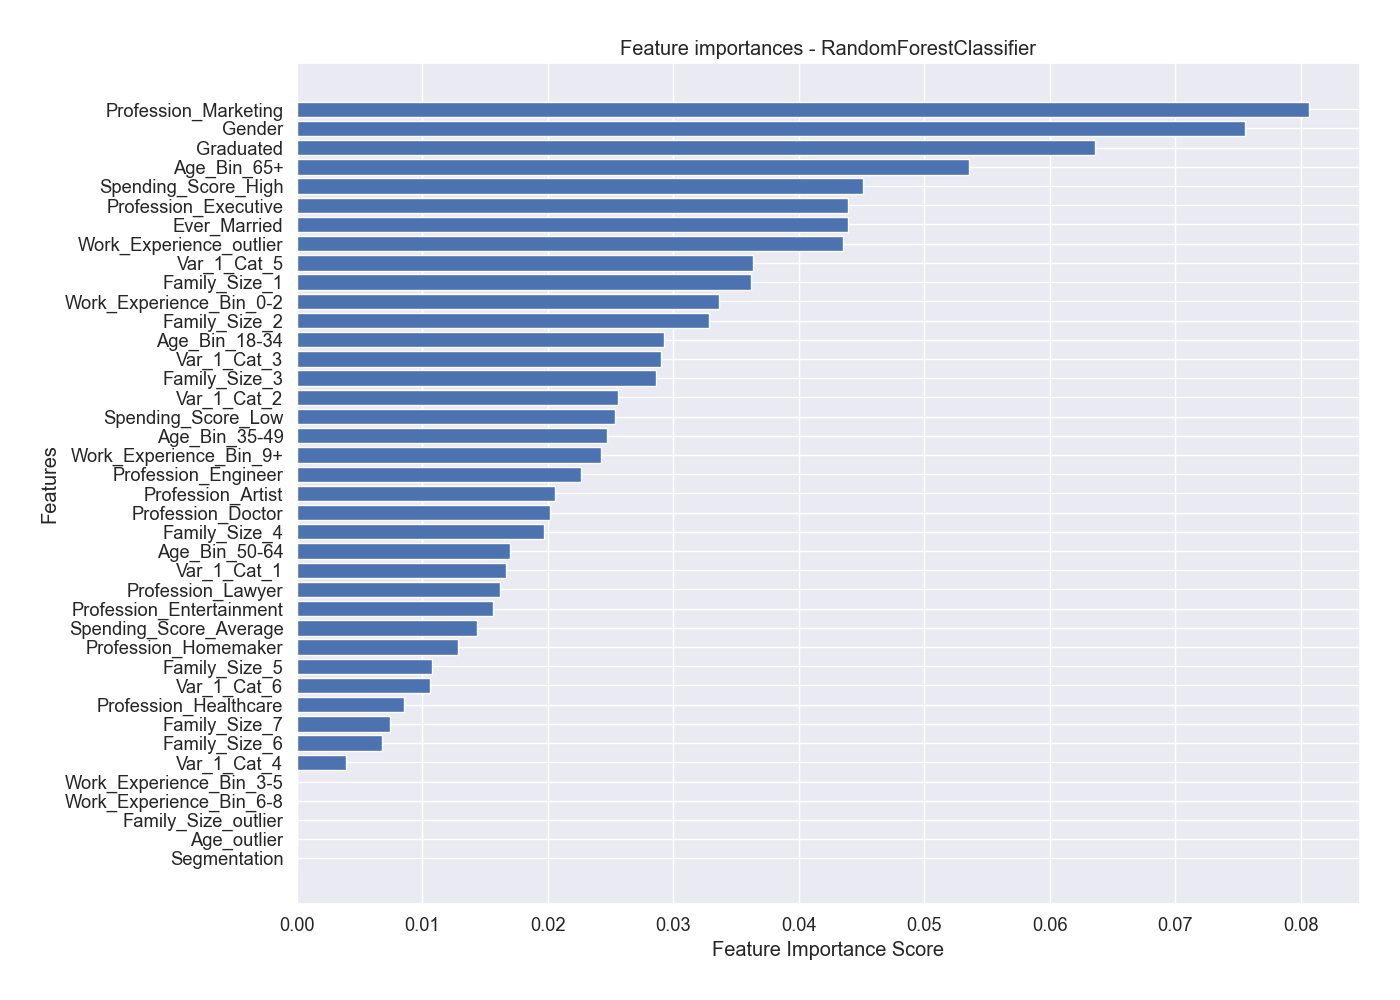 Feature importances - RandomForestClassifier
Profession_Marketing
Gender
Graduated
Age_Bin_65+
Spending_Score_High
Profession_Executive
Ever_Married
Work_Experience_outlier
Var_1_Cat_5
Family_Size_1
Work_Experience_Bin_0-2
Family_Size_2
Age_Bin_18-34
Var_1_Cat_3
Family_Size_3
Var_1_Cat_2
Spending_Score_Low
Age_Bin_35-49
Work_Experience_Bin_9+
Profession_Engineer
Profession_Artist
Profession_Doctor
Family_Size_4
Age_Bin_50-64
Var_1_Cat_1
Profession_Lawyer
Profession_Entertainment
Spending_Score_Average
Profession_Homemaker
Family_Size_5
Var_1_Cat_6
Profession_Healthcare
Family_Size_7
Family_Size_6
Var_1_Cat_4
Work_Experience_Bin_3-5
Work_Experience_Bin_6-8
Family_Size_outlier
Age_outlier
Segmentation
Features
0.00 0.01 0.02 0.03 0.04 0.05 0.06 0.07 0.08
Feature Importance Score